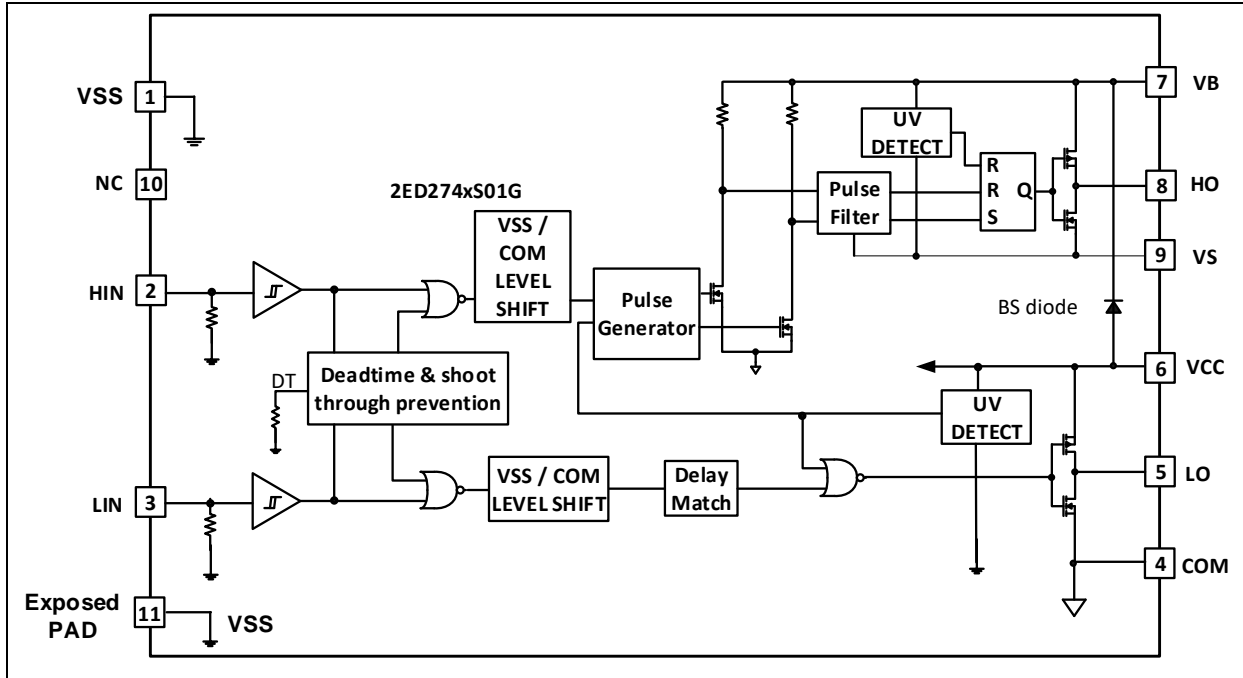 VSS
1
NC
10
2ED274xS01G
HIN
2
VSS /
COM
LEVEL
SHIFT
Pulse
Generator
DT
Deadtime & shoot
through prevention
LIN
3
VSS / COM
LEVEL SHIFT
Delay
Match
Exposed
PAD
11
VSS
UV
DETECT
Pulse
Filter
R
R
S
Q
7
VB
8
HO
9
VS
BS diode
6
VCC
UV
DETECT
5
LO
4
COM